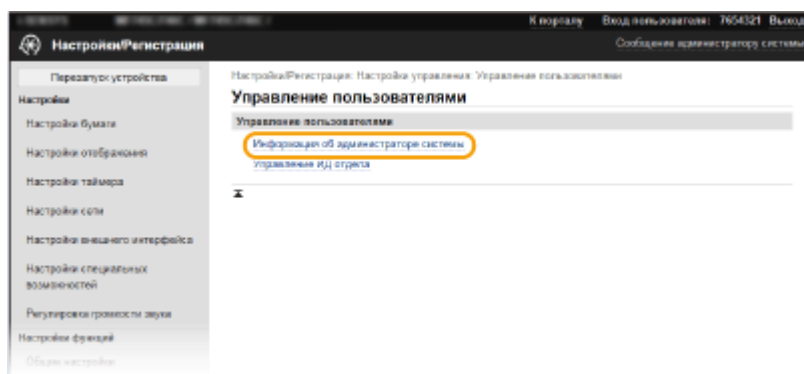 К порталу Вход пользователя: 7654321 Выход
Настройки/Регистрация
Сообщение администратору системы
Перезапуск устройства
Настройки
Настройки бумаги
Настройки отображения
Настройки таймера
Настройки сети
Настройки внешнего интерфейса
Настройки специальных
возможностей
Регулировка громкости звука
Настройки функций
Общие настройки
Настройки/Регистрация: Настройки управления: Управление пользователями
Управление пользователями
Управление пользователями
Информация об администраторе системы
Управление ИД отдела